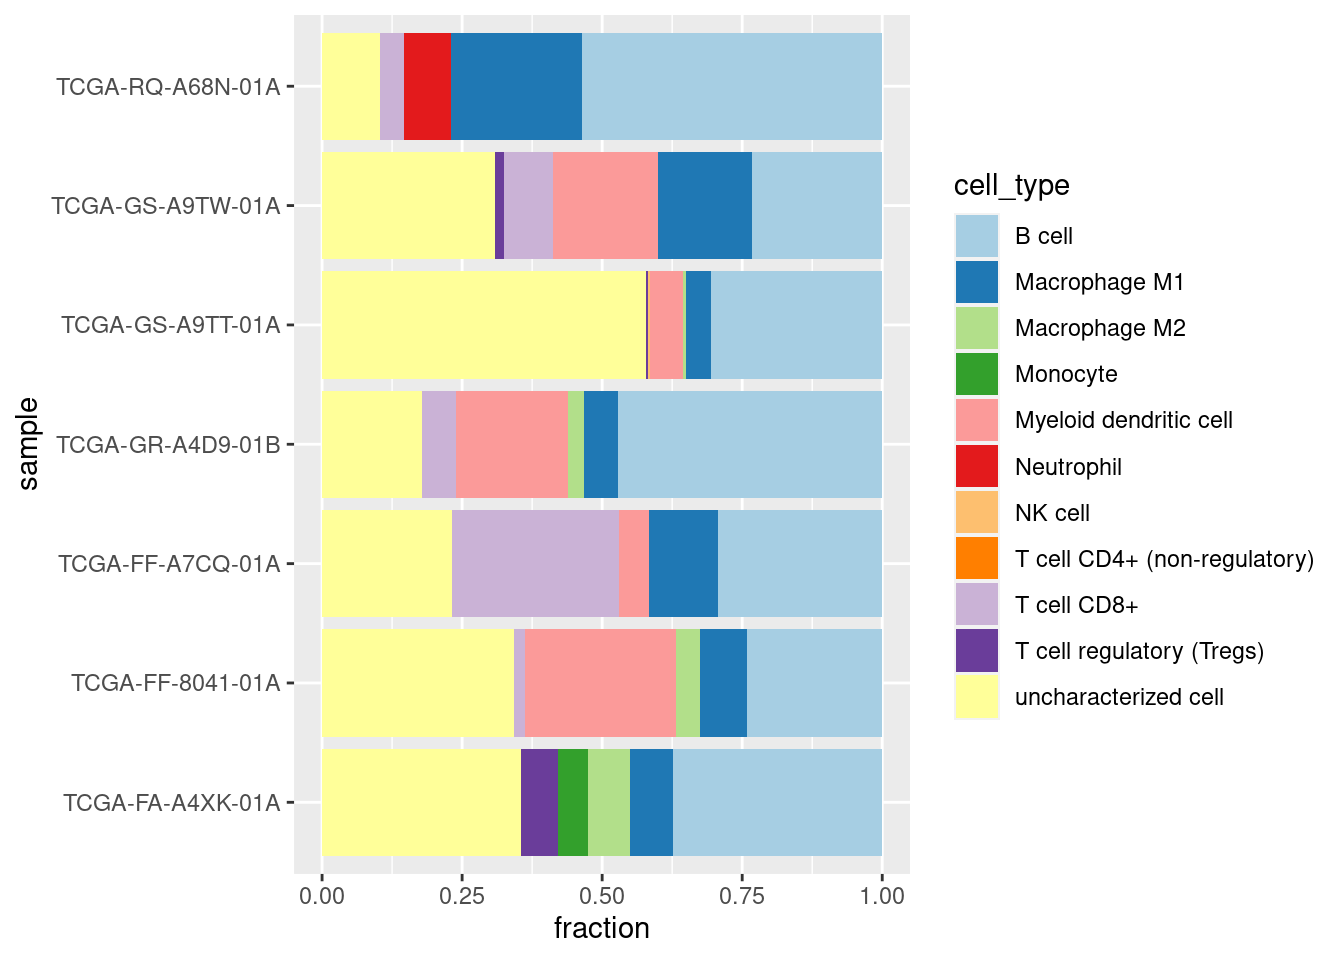 TCGA-RQ-A68N-01A
TCGA-GS-A9TW-01A
TCGA-GS-A9TT-01A
TCGA-GR-A4D9-01B
TCGA-FF-A7CQ-01A
TCGA-FF-8041-01A
TCGA-FA-A4XK-01A
sample
0.00 0.25 0.50 0.75 1.00
fraction
cell_type
B cell
Macrophage M1
Macrophage M2
Monocyte
Myeloid dendritic cell
Neutrophil
NK cell
T cell CD4+ (non-regulatory)
T cell CD8+
T cell regulatory (Tregs)
uncharacterized cell